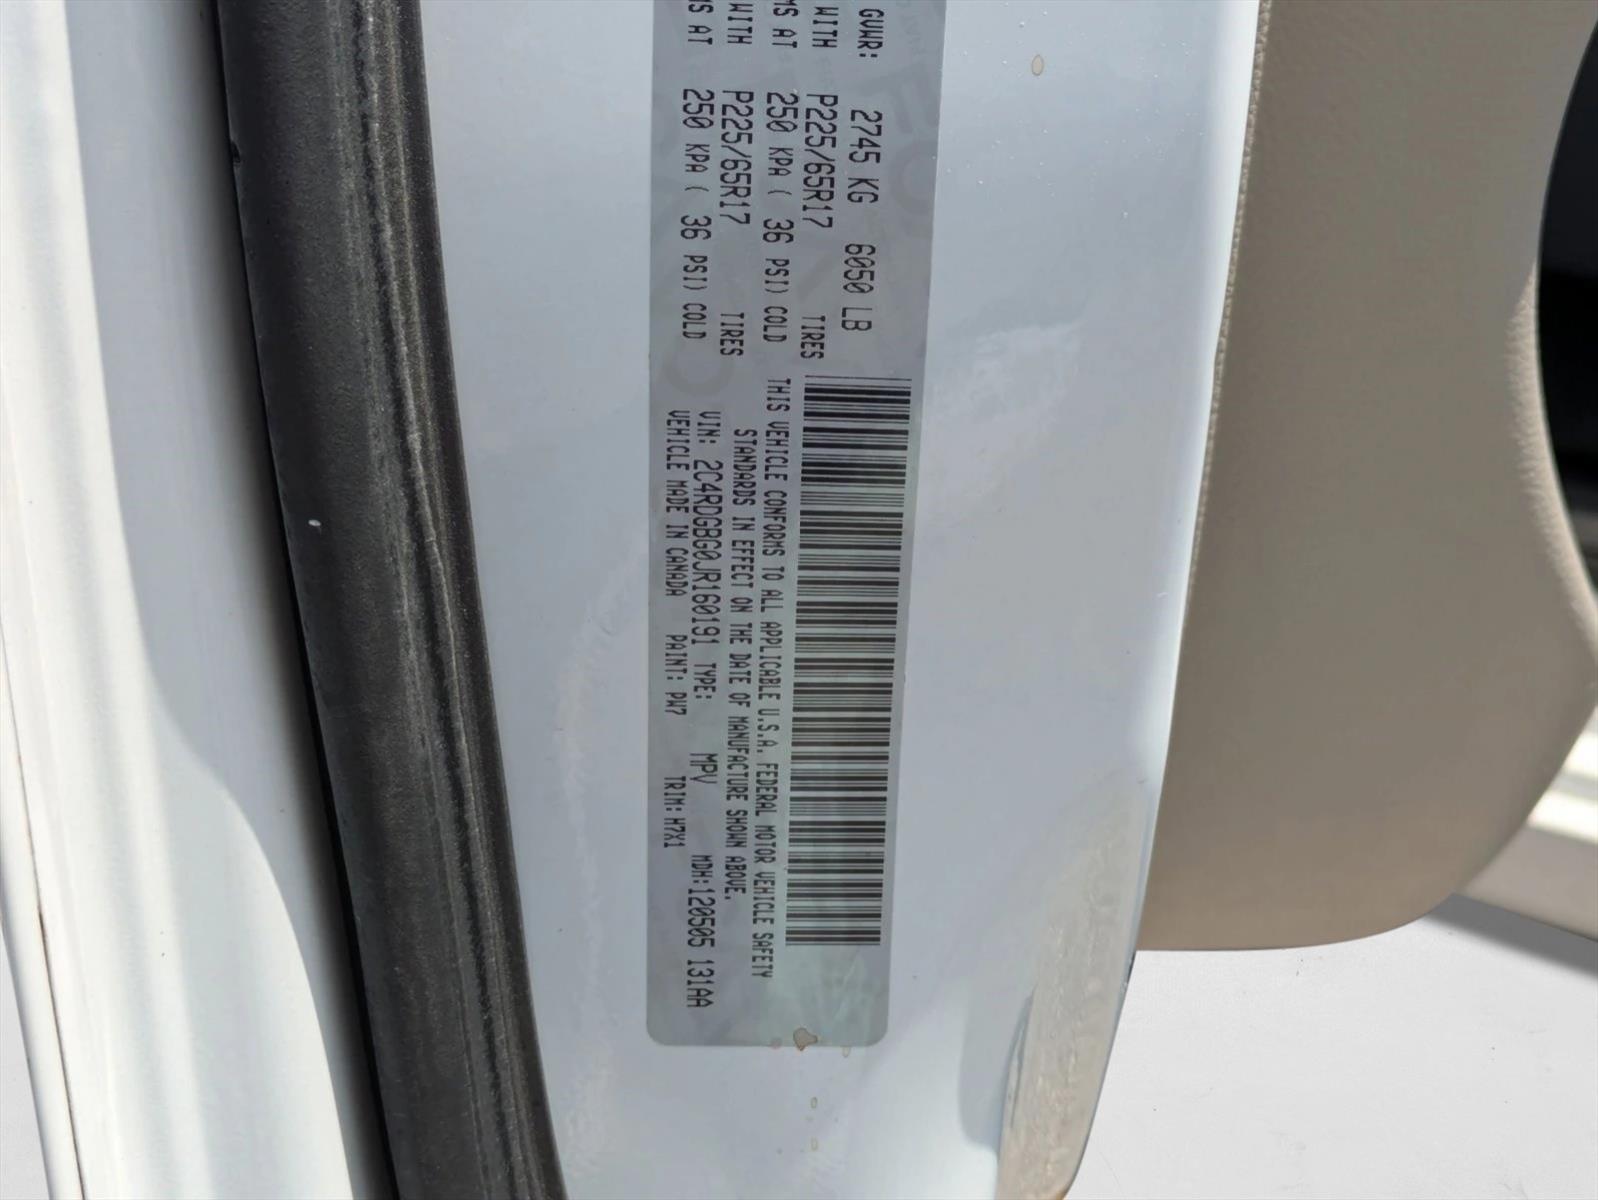 GVWR: 2745 KG 6050 LB
WITH P225/65R17 TIRES
AT 250 KPA ( 36 PSI) COLD
WITH P225/65R17 TIRES
AT 250 KPA ( 36 PSI) COLD
THIS VEHICLE CONFORMS TO ALL APPLICABLE U.S.A. FEDERAL MOTOR VEHICLE SAFETY
STANDARDS IN EFFECT ON THE DATE OF MANUFACTURE SHOWN ABOVE.
VIN: 2C4RDGBG0JR160191 TYPE: MPV MDH:120505 131AA
VEHICLE MADE IN CANADA PAINT: PW7 TRIM: H7X1